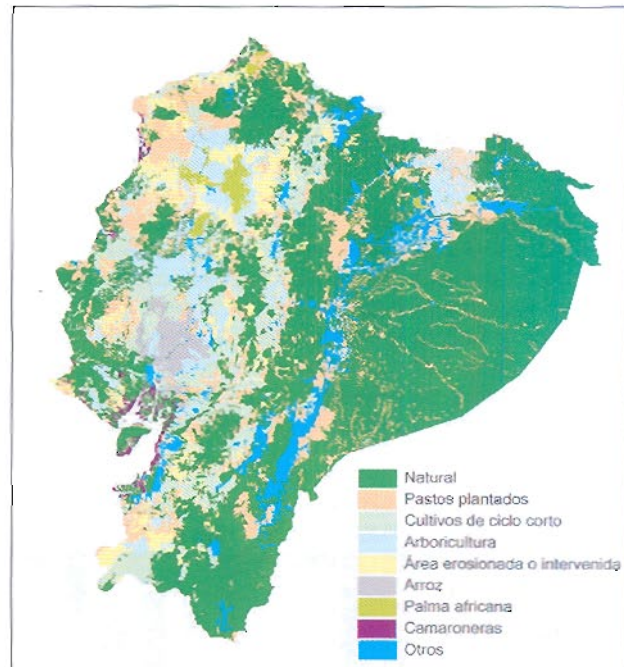 Natural
Pastos plantados
Cultivos de ciclo corto
Arboricultura
Área erosionada o intervenida
Arroz
Palma africana
Camaroneras
Otros